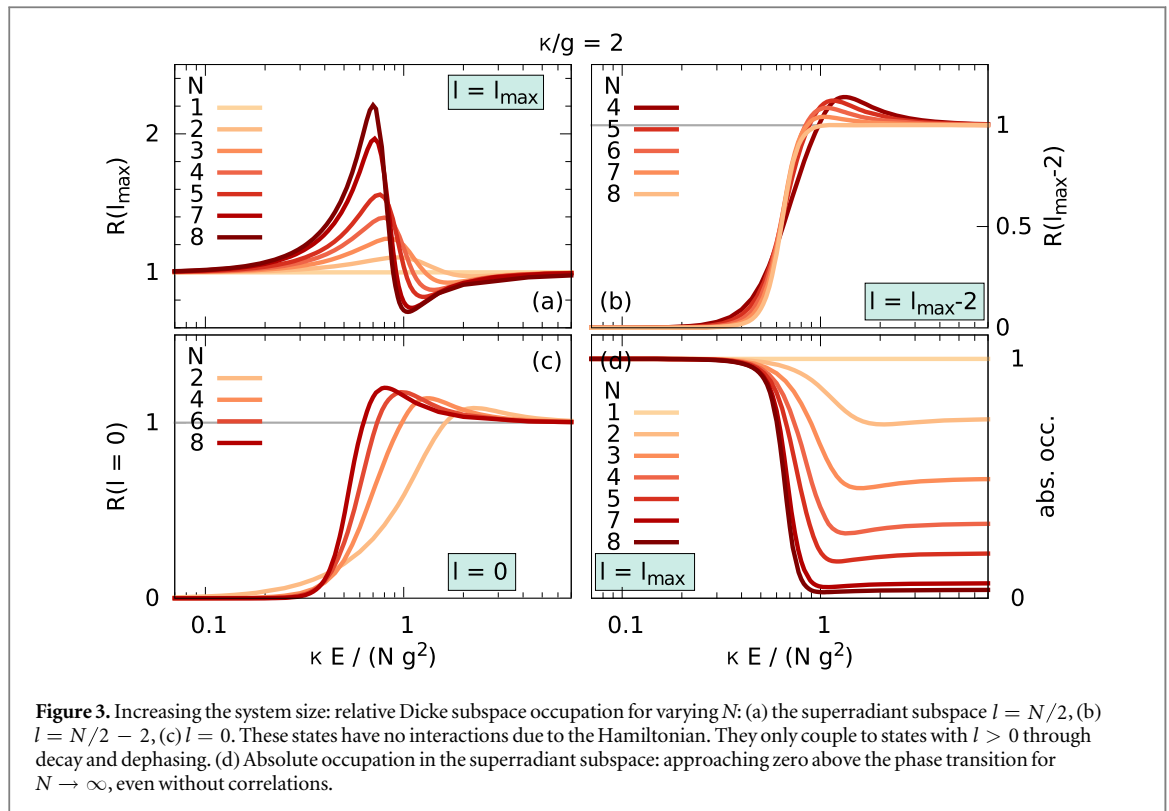 κ/g = 2
N
1
2
3
4
5
7
8
l = l_max
R(l_max)
2
1
(a)
N
4
5
6
7
8
1
0.5
0
R(l_max-2)
(b)
l = l_max-2
N
2
4
6
8
(c)
R(l = 0)
1
0
l = 0
0.1
1
κ E / (N g²)
(d)
N
1
2
3
4
5
7
8
l = l_max
1
0
abs. occ.
0.1
1
κ E / (N g²)
Figure 3. Increasing the system size: relative Dicke subspace occupation for varying N: (a) the superradiant subspace l = N/2, (b)
l = N/2 − 2, (c) l = 0. These states have no interactions due to the Hamiltonian. They only couple to states with l > 0 through
decay and dephasing. (d) Absolute occupation in the superradiant subspace: approaching zero above the phase transition for
N → ∞, even without correlations.